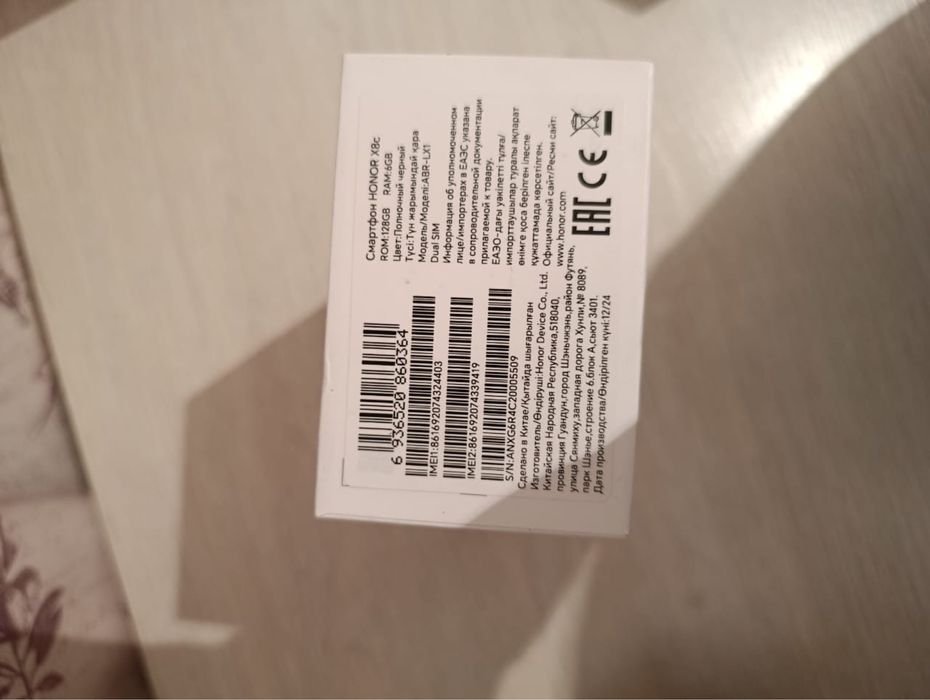 Смартфон HONOR X8c
ROM:128GB RAM:6GB
Цвет:Полночный черный
Түсі:Түн жарымындай қара
Модель/Моделі:ABR-LX1
Dual SIM
Информация об уполномоченном
лице/импортерах в ЕАЭС указана
в сопроводительной документации
прилагаемой к товару.
ЕАЭО-дағы уәкілетті тұлға/
импорттаушылар туралы ақпарат
өнімге қоса берілген ілеспе
құжаттамада көрсетілген.
Официальный сайт/Ресми сайт:
www.honor.com
EAC CE
6 936520 860364
IMEI1:861692074324403
IMEI2:861692074339419
S/N:ANXG6R4C20005509
Сделано в Китае/Қытайда шығарылған
Изготовитель/Өндіруші:Honor Device Co., Ltd.
Китайская Народная Республика,518040,
провинция Гуандун,город Шэньчжэнь,район Футянь,
улица Сянмиху,западная дорога Хунли,№ 8089,
парк Шэнье,строение 6,блок A,сьют 3401.
Дата производства/Өндірілген күні:12/24